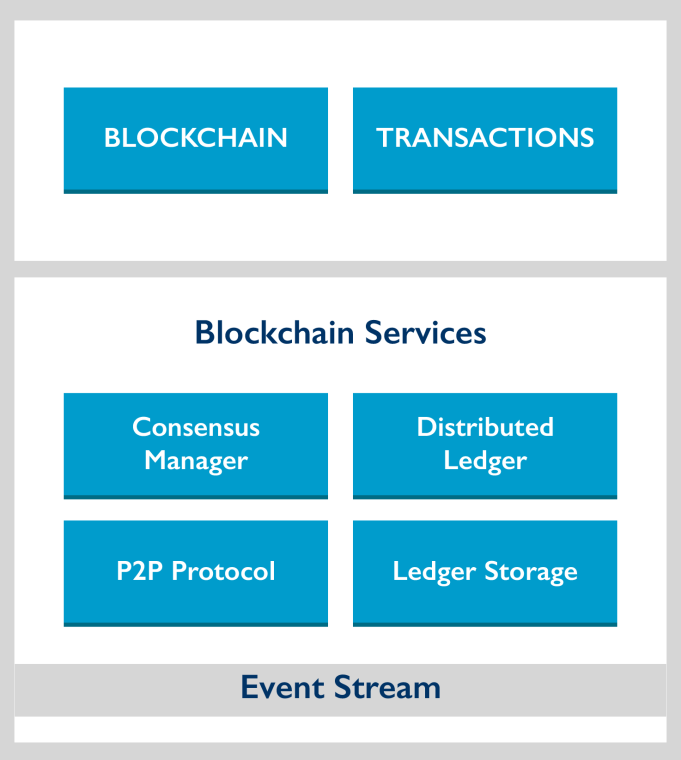 BLOCKCHAIN
TRANSACTIONS
Blockchain Services
Consensus
Manager
Distributed
Ledger
P2P Protocol
Ledger Storage
Event Stream